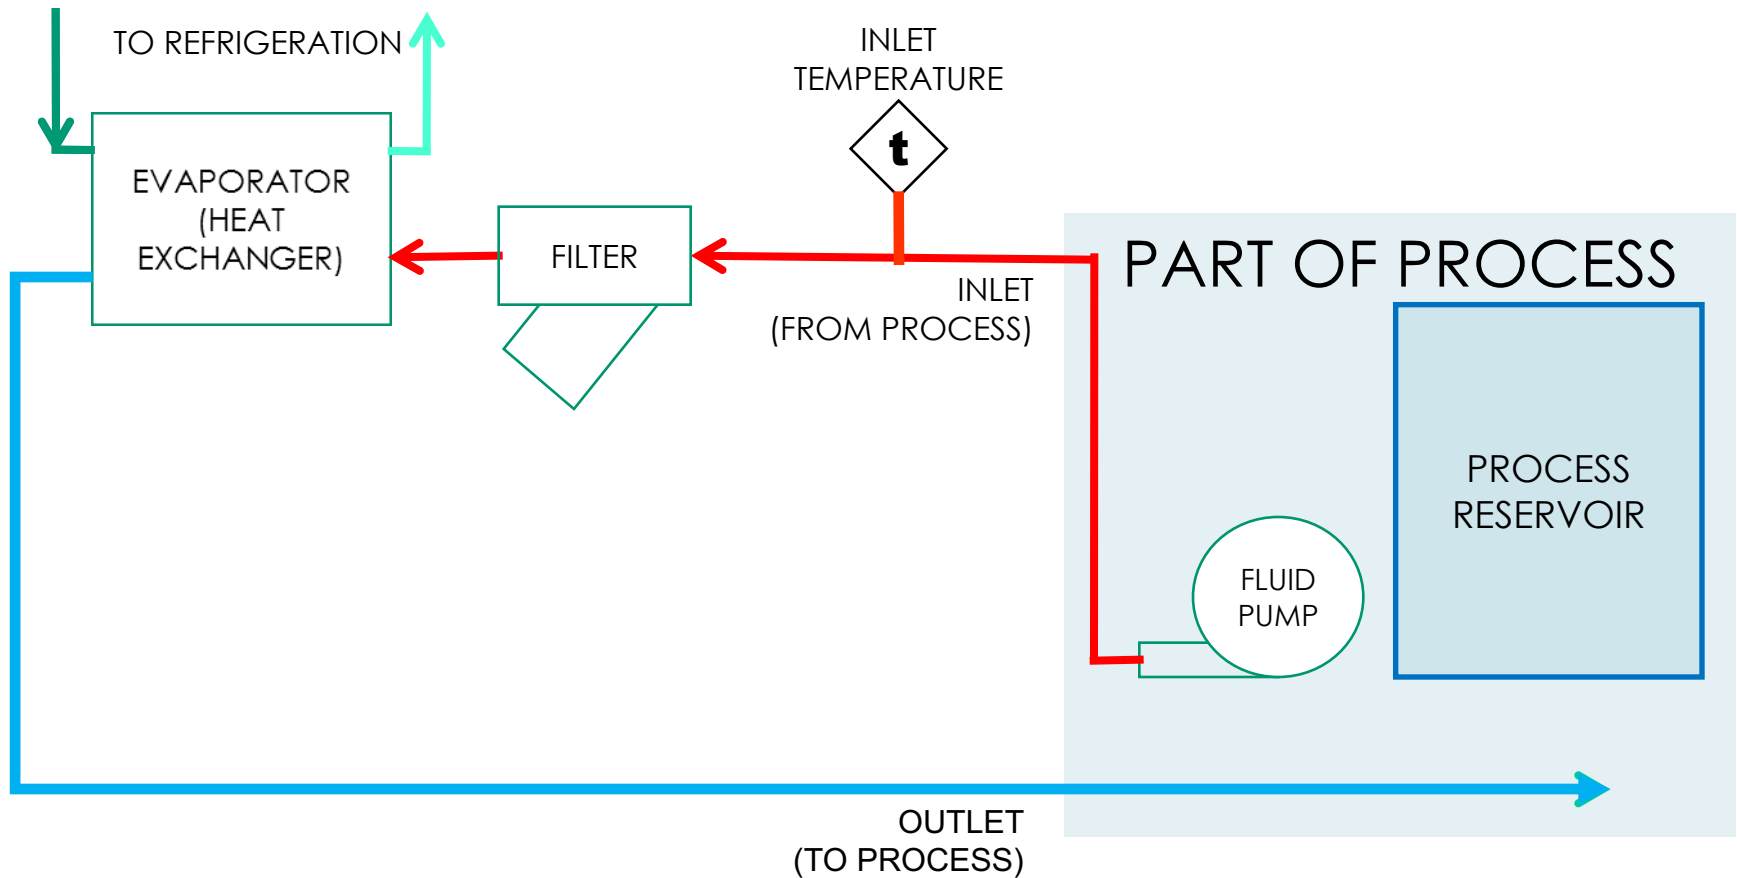 TO REFRIGERATION
INLET
TEMPERATURE
t
EVAPORATOR
(HEAT
EXCHANGER)
FILTER
INLET
(FROM PROCESS)
PART OF PROCESS
PROCESS
RESERVOIR
FLUID
PUMP
OUTLET
(TO PROCESS)